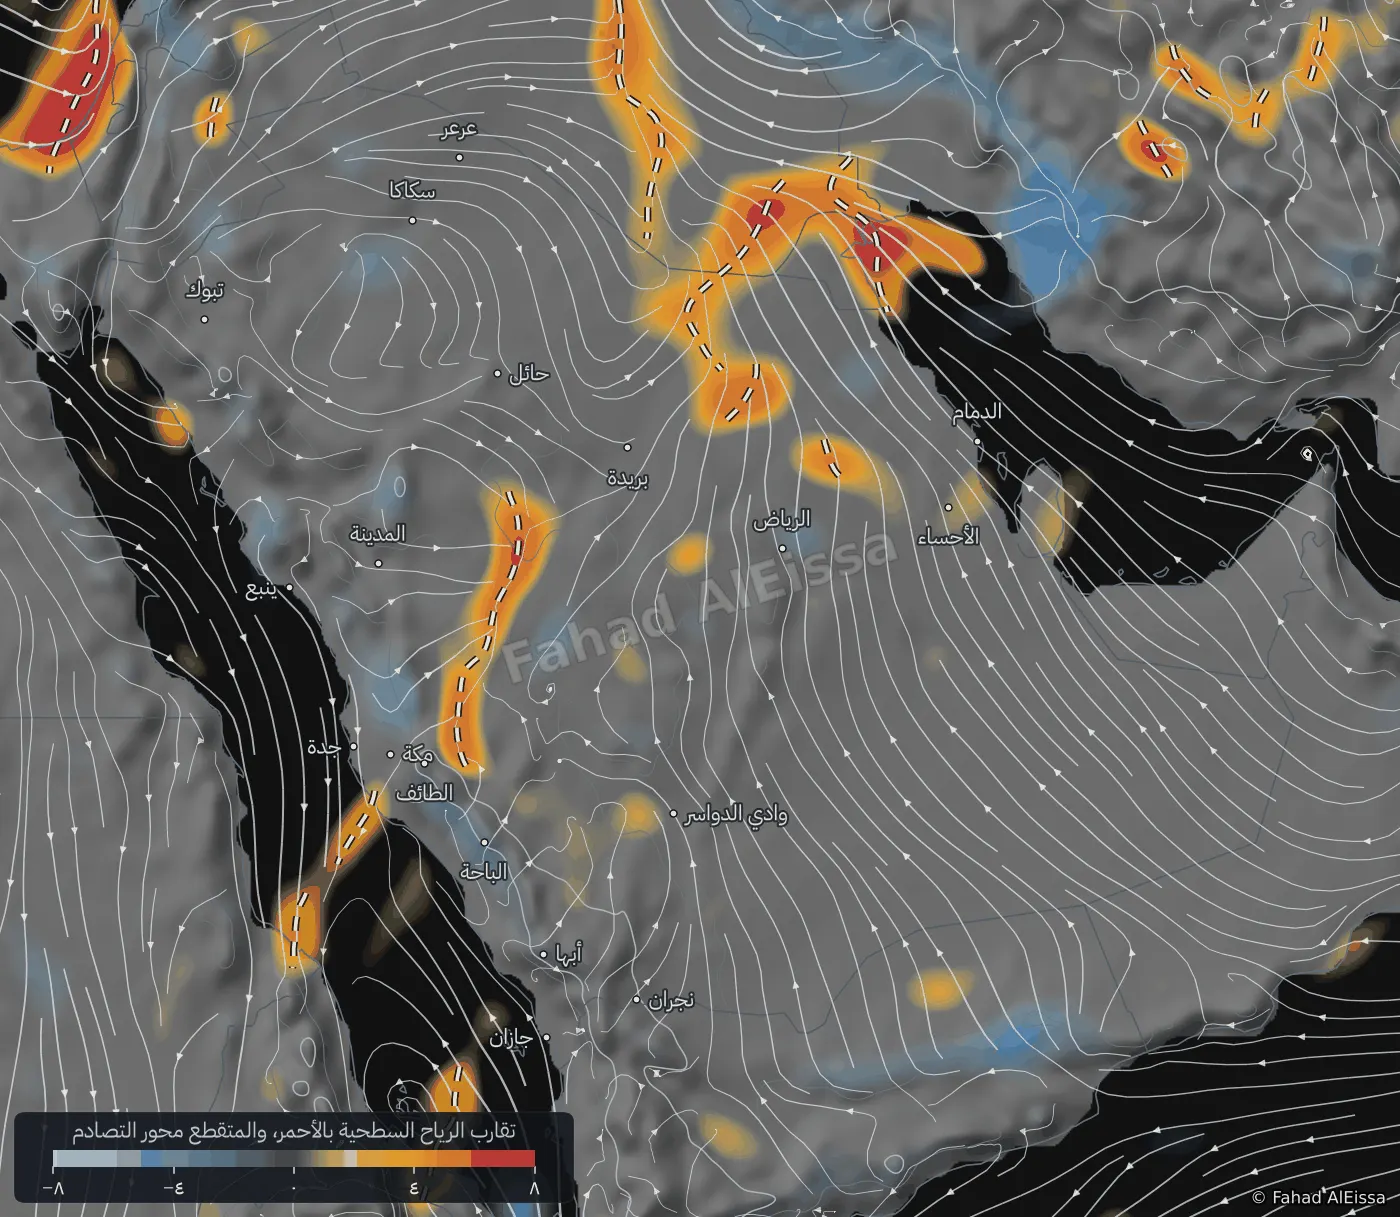 عرعر
سكاكا
تبوك
حائل
الدمام
بريدة
الرياض
الأحساء
المدينة
ينبع
Fahad AlEissa
جدة
مكة
الطائف
وادي الدواسر
الباحة
أبها
نجران
جازان
تقارب الرياح السطحية بالأحمر، والمتقطع محور التصادم
−٨ −٤ ٠ ٤ ٨
© Fahad AlEissa